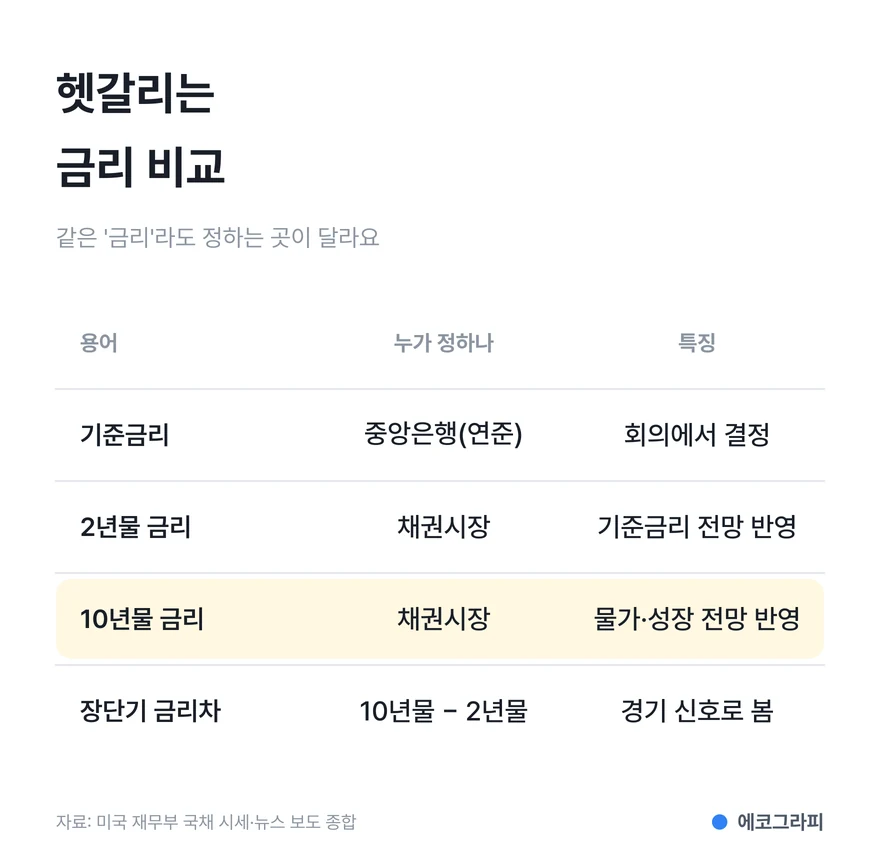 헷갈리는
금리 비교
같은 '금리'라도 정하는 곳이 달라요
용어 누가 정하나 특징
기준금리 중앙은행(연준) 회의에서 결정
2년물 금리 채권시장 기준금리 전망 반영
10년물 금리 채권시장 물가·성장 전망 반영
장단기 금리차 10년물 − 2년물 경기 신호로 봄
자료: 미국 재무부 국채 시세·뉴스 보도 종합 에코그라피